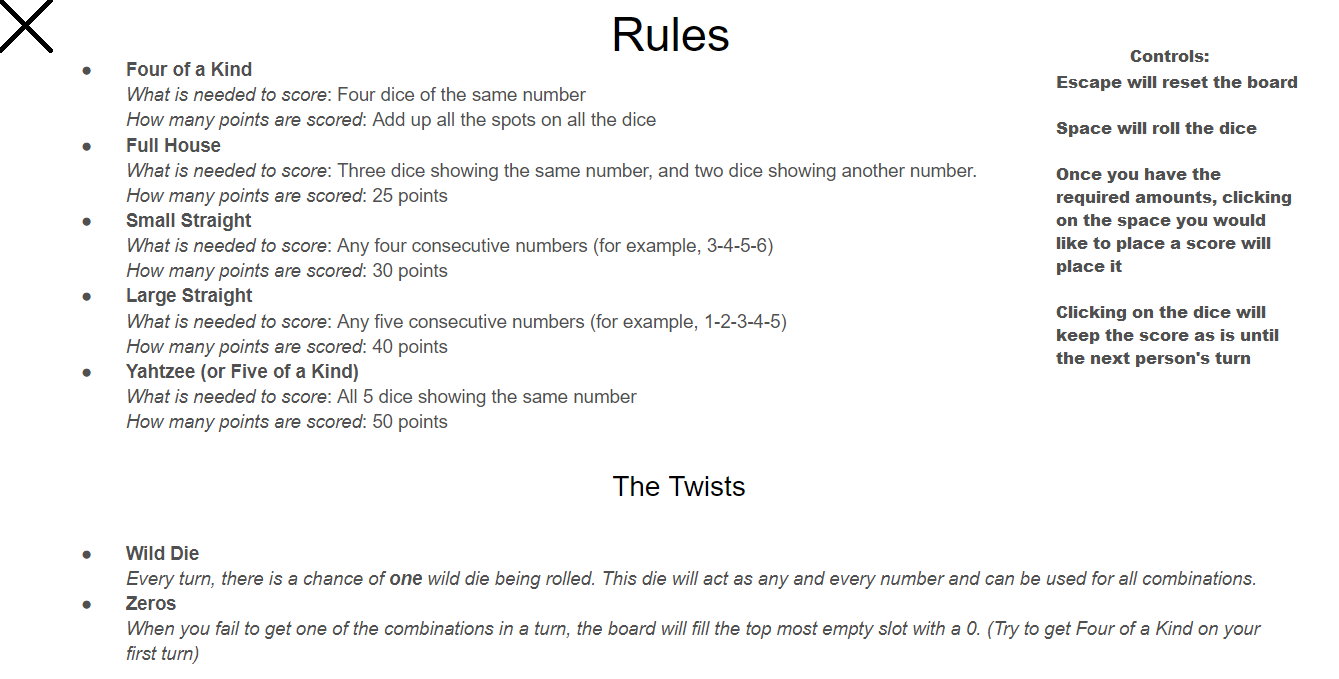 Rules
● Four of a Kind
What is needed to score: Four dice of the same number
How many points are scored: Add up all the spots on all the dice
● Full House
What is needed to score: Three dice showing the same number, and two dice showing another number.
How many points are scored: 25 points
● Small Straight
What is needed to score: Any four consecutive numbers (for example, 3-4-5-6)
How many points are scored: 30 points
● Large Straight
What is needed to score: Any five consecutive numbers (for example, 1-2-3-4-5)
How many points are scored: 40 points
● Yahtzee (or Five of a Kind)
What is needed to score: All 5 dice showing the same number
How many points are scored: 50 points
Controls:
Escape will reset the board
Space will roll the dice
Once you have the
required amounts, clicking
on the space you would
like to place a score will
place it
Clicking on the dice will
keep the score as is until
the next person's turn
The Twists
● Wild Die
Every turn, there is a chance of one wild die being rolled. This die will act as any and every number and can be used for all combinations.
● Zeros
When you fail to get one of the combinations in a turn, the board will fill the top most empty slot with a 0. (Try to get Four of a Kind on your
first turn)